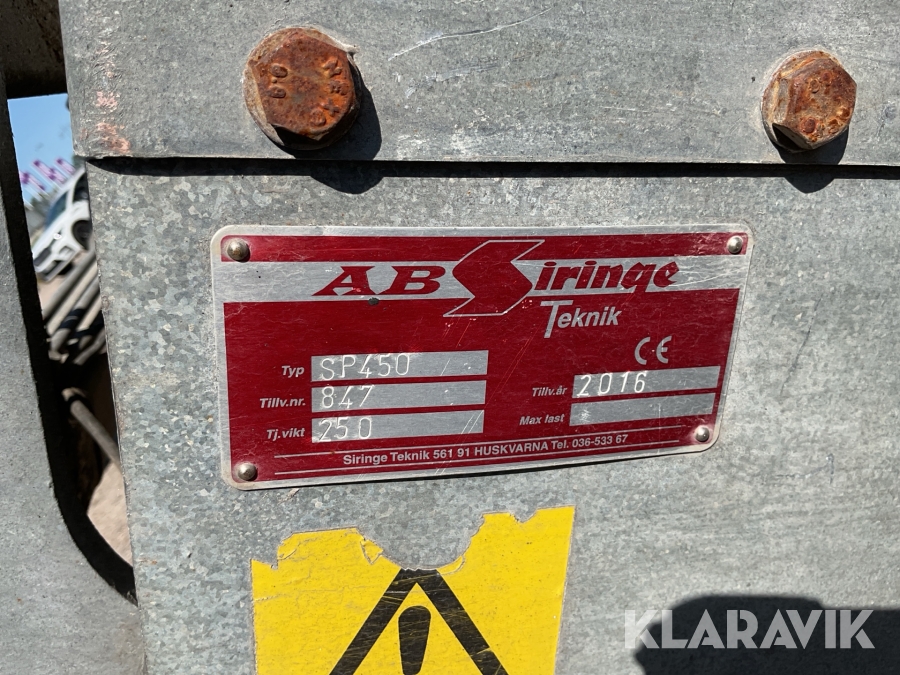 AB Siringe
Teknik
CE
Typ SP450
Tillv.nr. 847
Tillv.år 2016
Tj.vikt 250
Max last
Siringe Teknik 561 91 HUSKVARNA Tel. 036-533 67
KLARAVIK